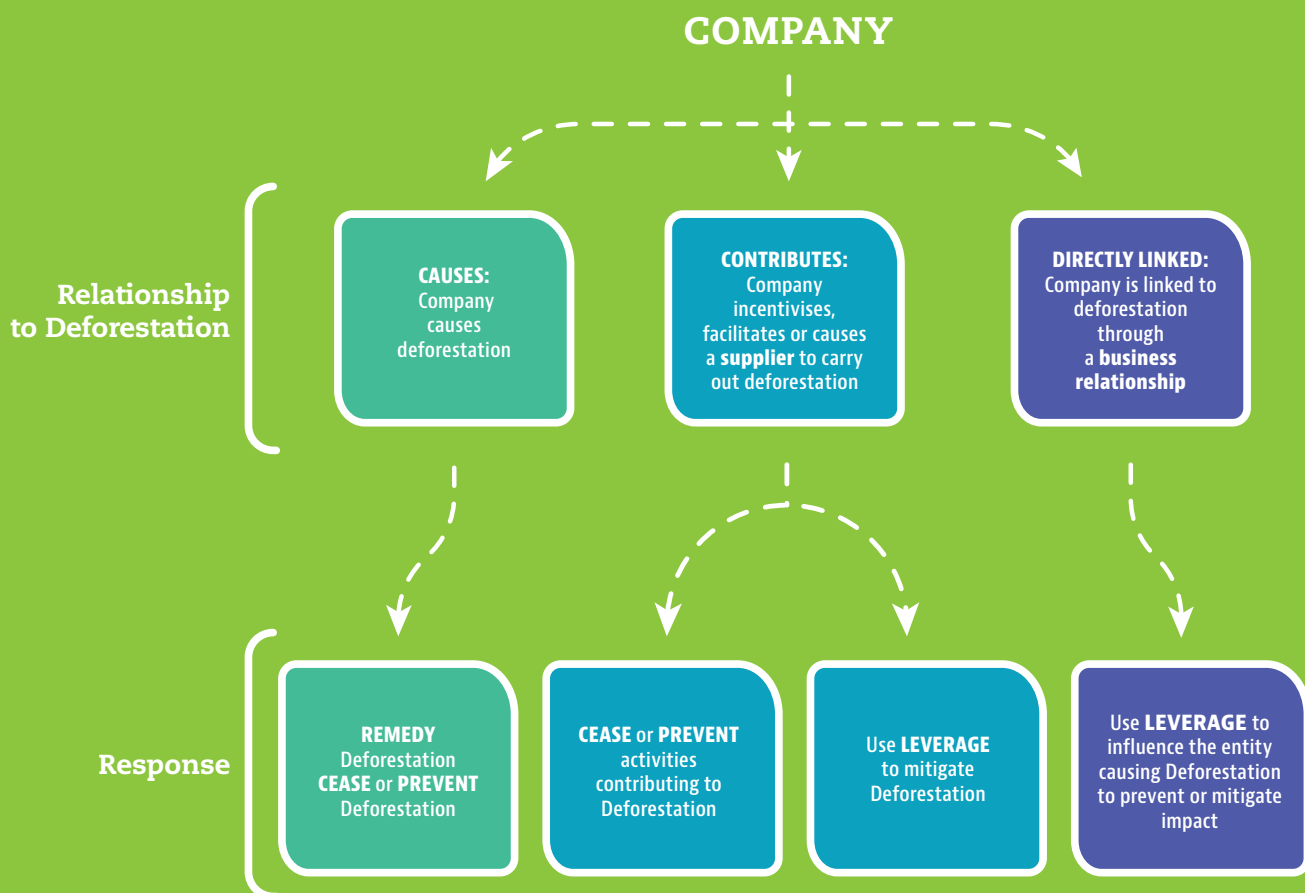 COMPANY
Relationship
to Deforestation
CAUSES:
Company
causes
deforestation
CONTRIBUTES:
Company
incentivises,
facilitates or causes
a supplier to carry
out deforestation
DIRECTLY LINKED:
Company is linked to
deforestation
through
a business
relationship
Response
REMEDY
Deforestation
CEASE or PREVENT
Deforestation
CEASE or PREVENT
activities
contributing to
Deforestation
Use LEVERAGE
to mitigate
Deforestation
Use LEVERAGE to
influence the entity
causing Deforestation
to prevent or mitigate
impact